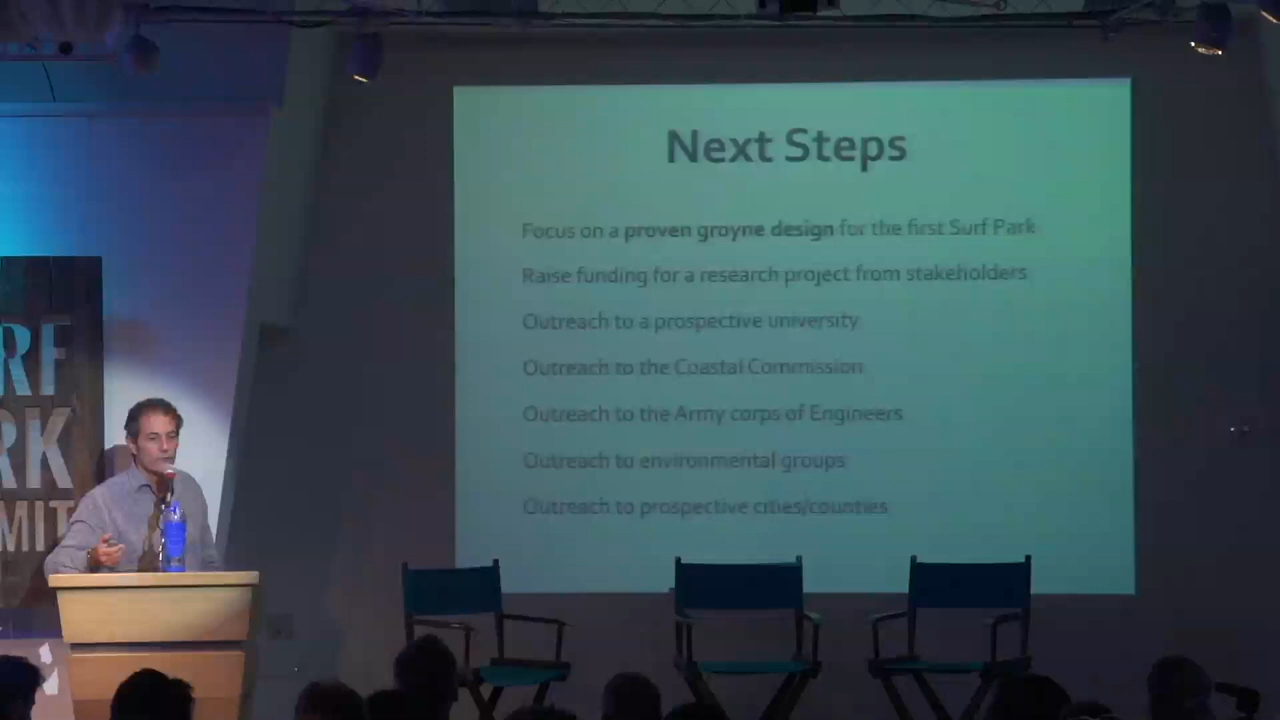 Next Steps
Focus on a proven groyne design for the first Surf Park
Raise funding for a research project from stakeholders
Outreach to a prospective university
Outreach to the Coastal Commission
Outreach to the Army corps of Engineers
Outreach to environmental groups
Outreach to prospective cities/counties
RF
RK
MIT